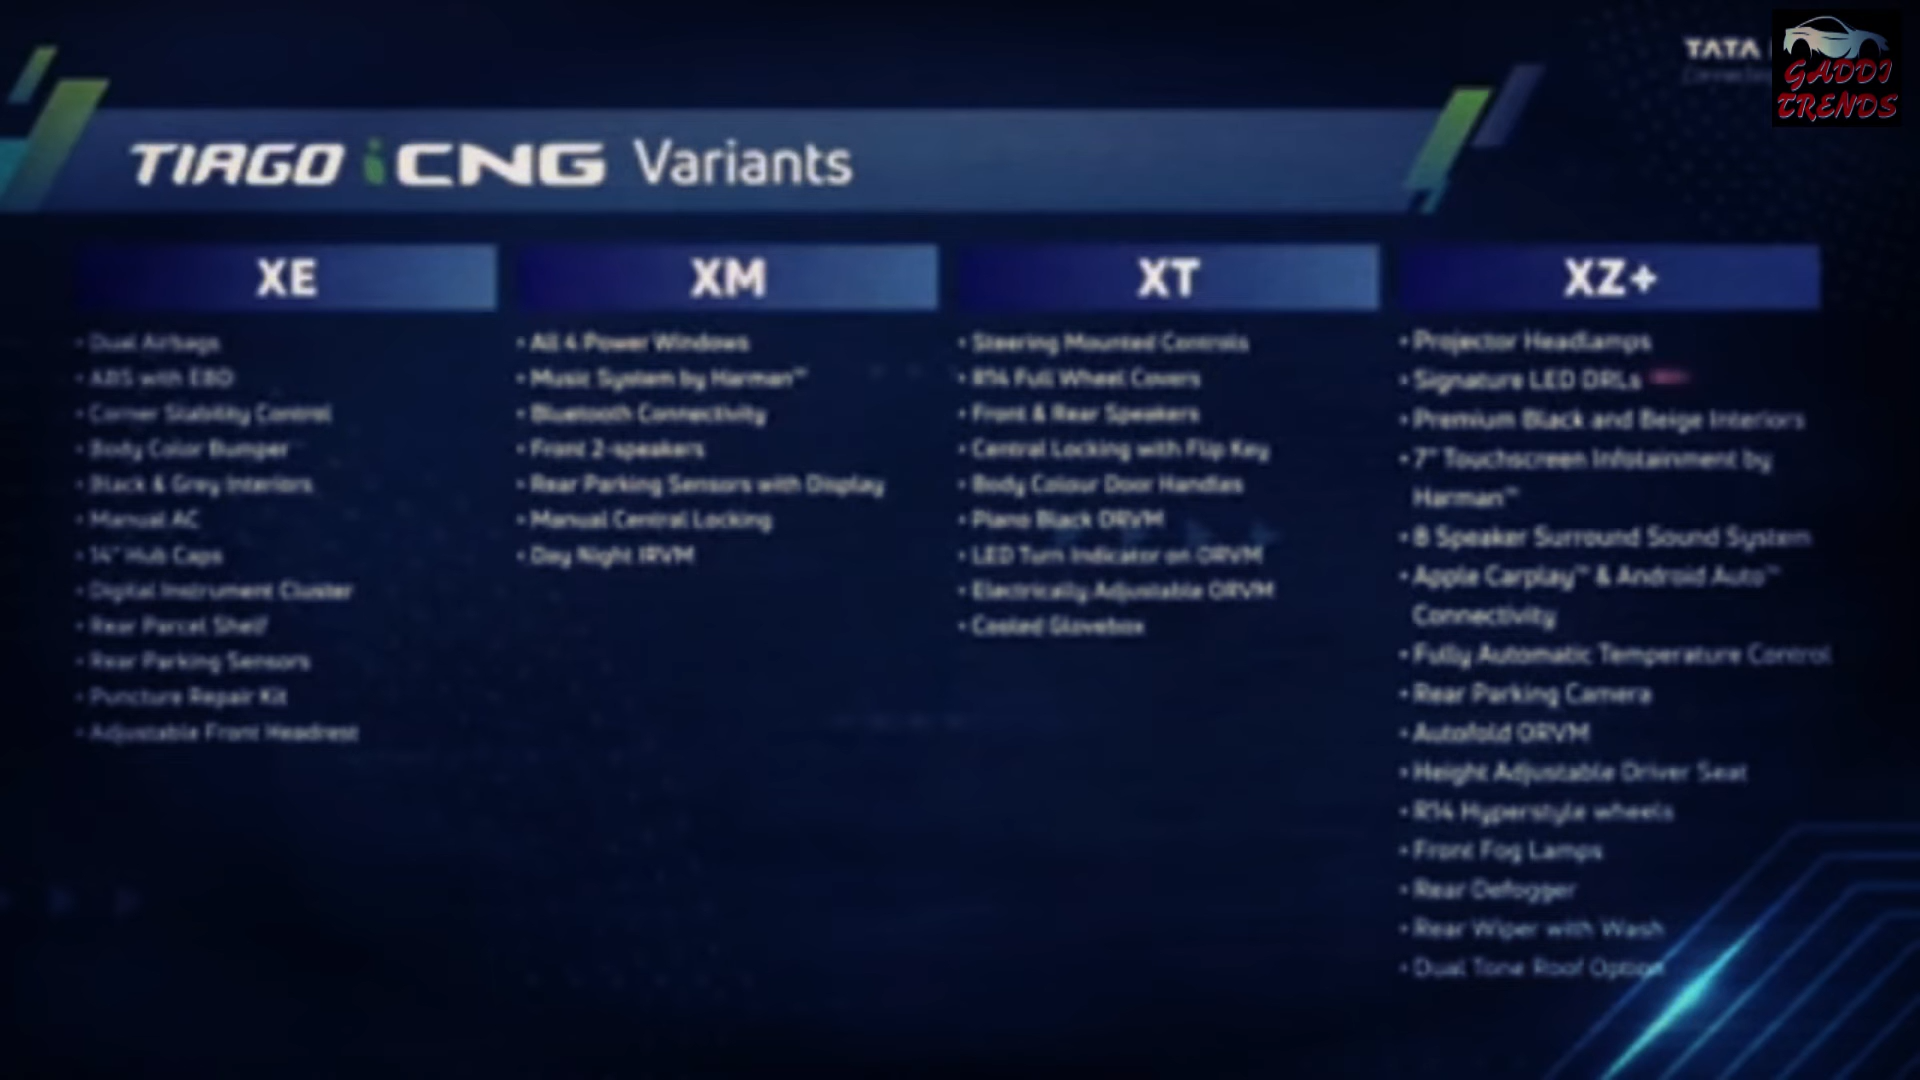 TATA
GADDI
TRENDS
TIAGO iCNG Variants
XE
• Dual Airbags
• ABS with EBD
• Corner Stability Control
• Body Color Bumper
• Black & Grey Interiors
• Manual AC
• 14" Hub Caps
• Digital Instrument Cluster
• Rear Parcel Shelf
• Rear Parking Sensors
• Puncture Repair Kit
• Adjustable Front Headrest
XM
• All 4 Power Windows
• Music System by Harman™
• Bluetooth Connectivity
• Front 2-speakers
• Rear Parking Sensors with Display
• Manual Central Locking
• Day Night IRVM
XT
• Steering Mounted Controls
• R14 Full Wheel Covers
• Front & Rear Speakers
• Central Locking with Flip Key
• Body Colour Door Handles
• Piano Black ORVM
• LED Turn Indicator on ORVM
• Electrically Adjustable ORVM
• Cooled Glovebox
XZ+
• Projector Headlamps
• Signature LED DRLs
• Premium Black and Beige Interiors
• 7" Touchscreen Infotainment by
Harman™
• 8 Speaker Surround Sound System
• Apple Carplay™ & Android Auto™
Connectivity
• Fully Automatic Temperature Control
• Rear Parking Camera
• Autofold ORVM
• Height Adjustable Driver Seat
• R14 Hyperstyle wheels
• Front Fog Lamps
• Rear Defogger
• Rear Wiper with Wash
• Dual Tone Roof Option